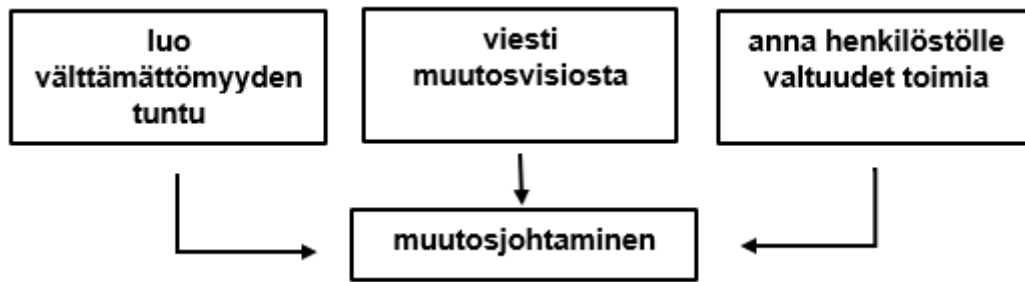 luo
välttämättömyyden
tuntu
viesti
muutosvisiosta
anna henkilöstölle
valtuudet toimia
muutosjohtaminen